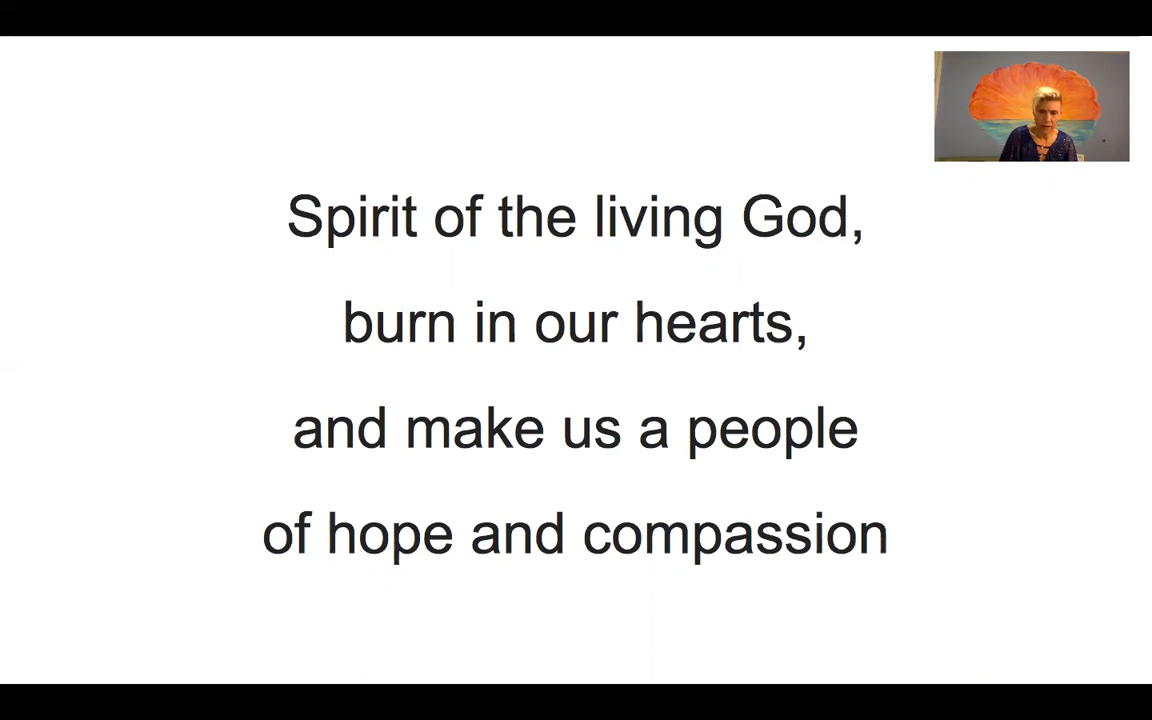 Spirit of the living God,
burn in our hearts,
and make us a people
of hope and compassion